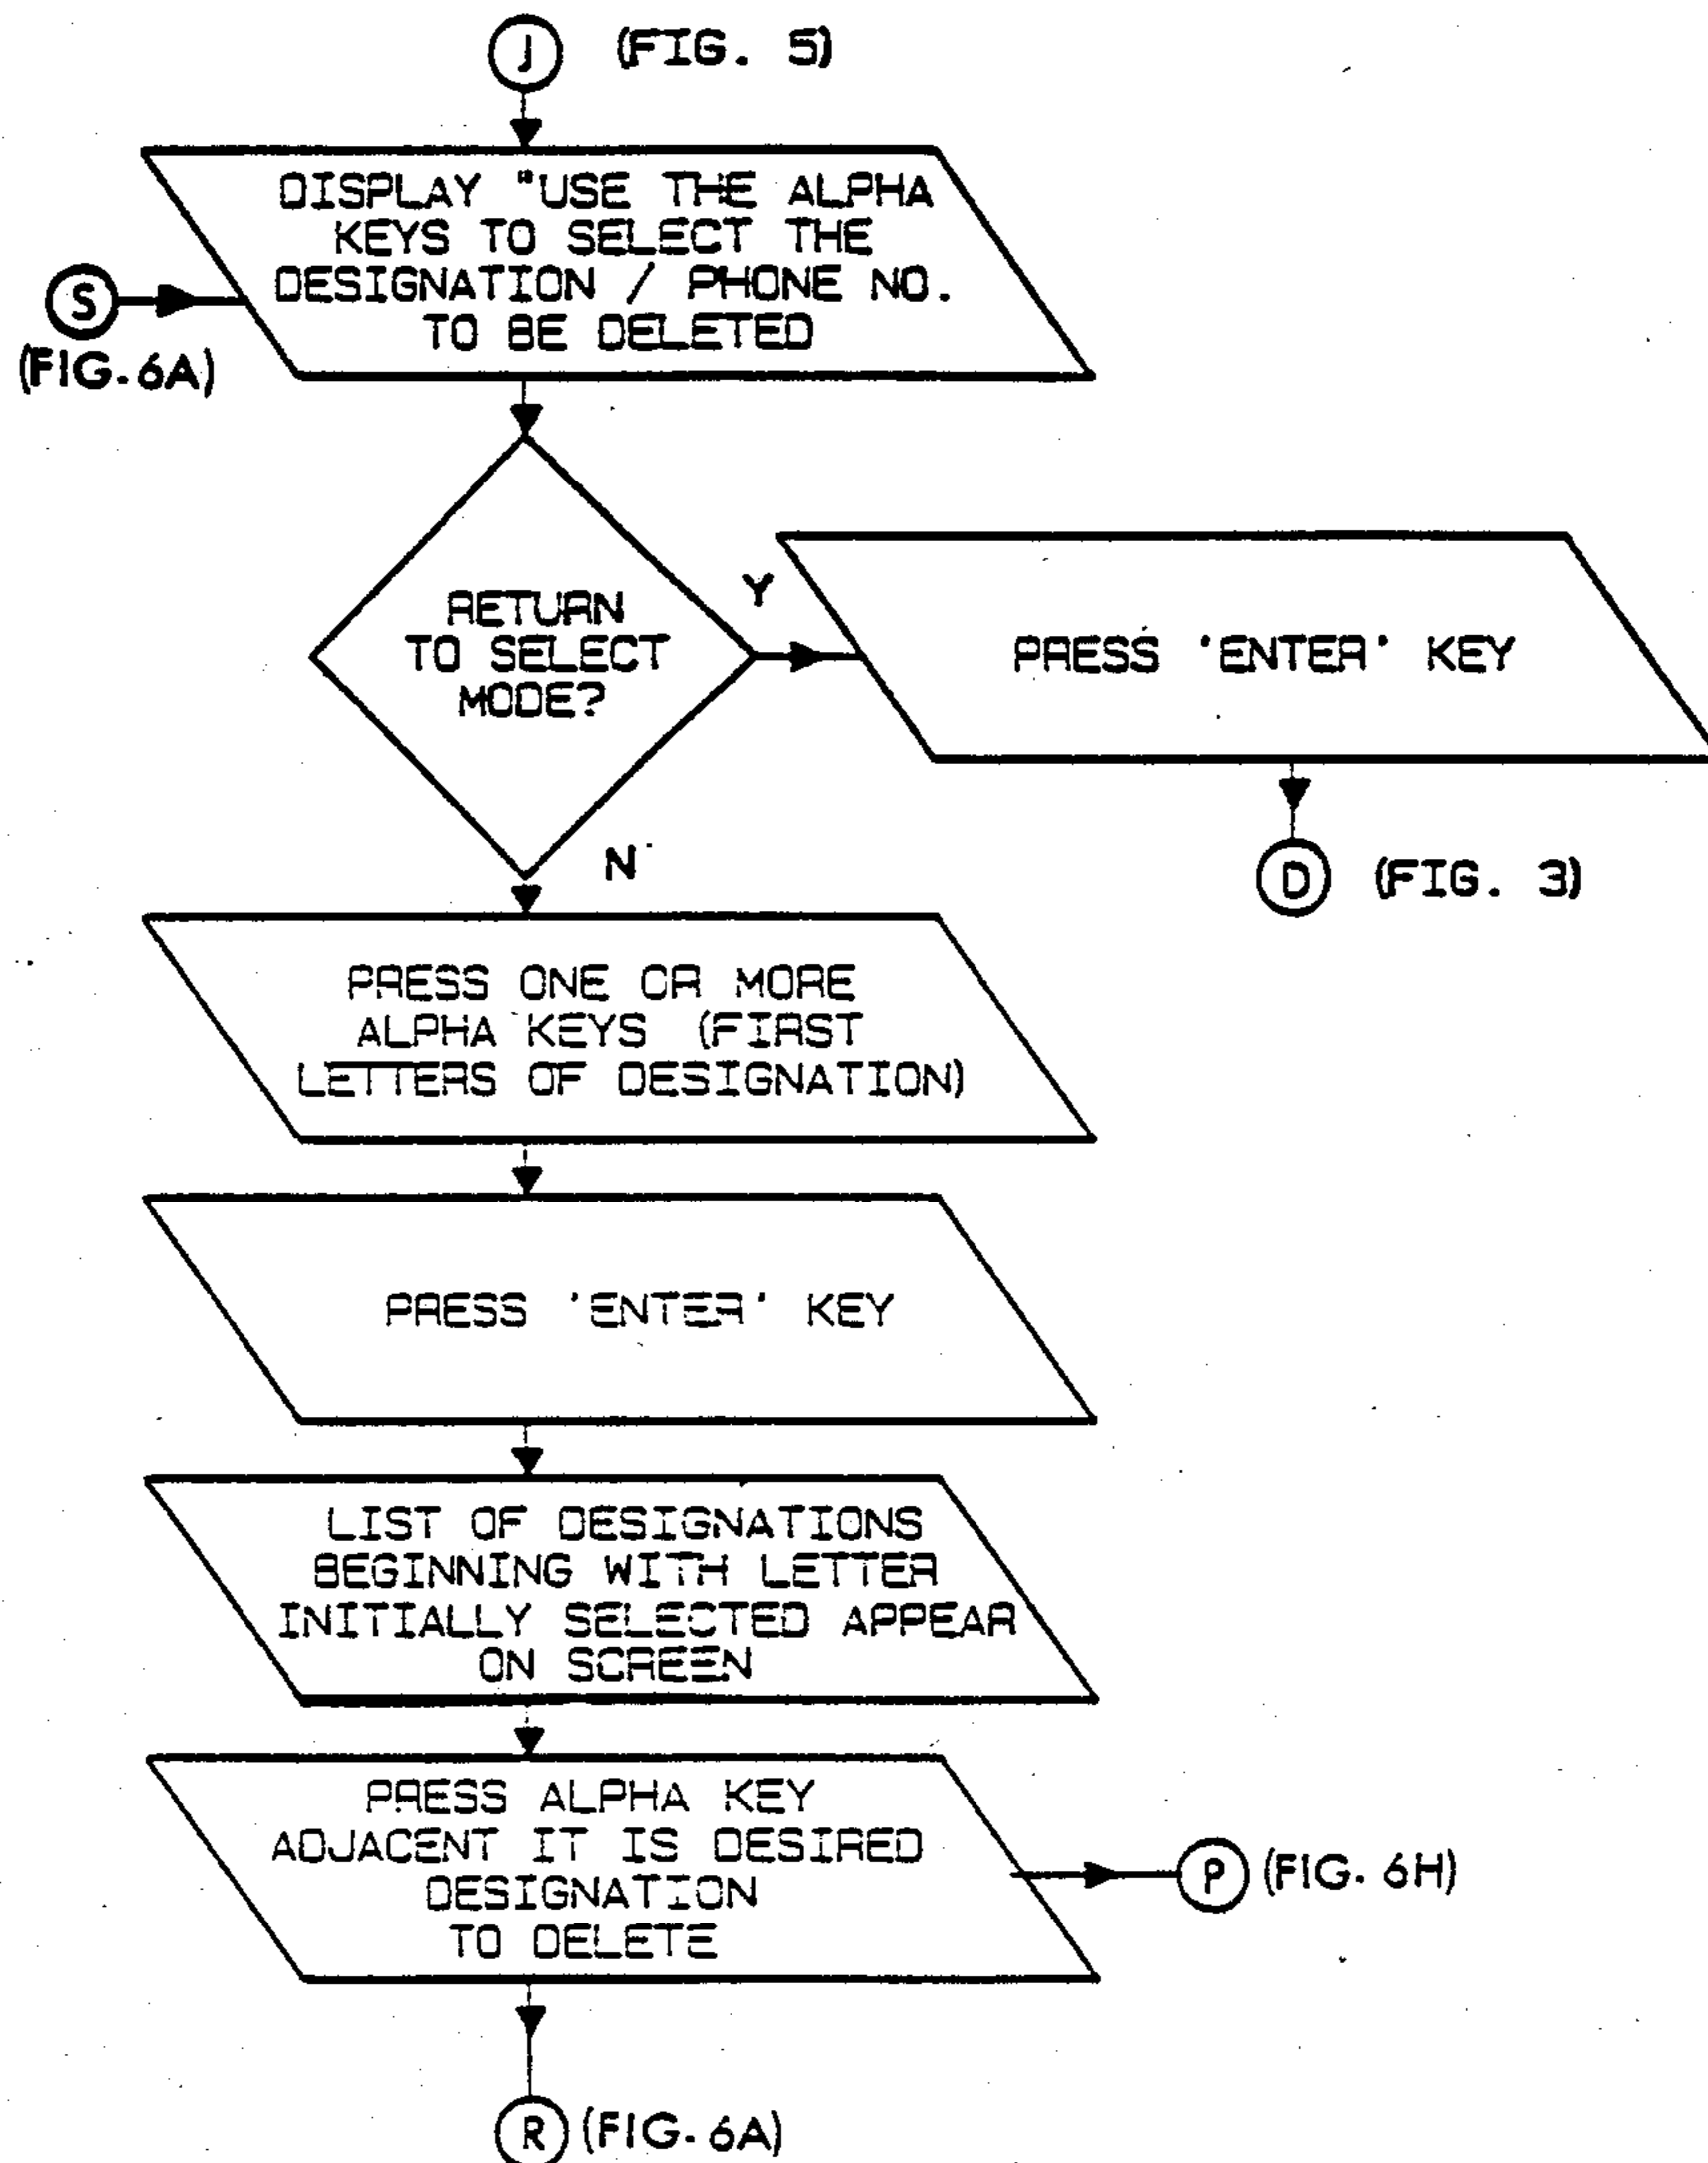 J (FIG. 5)
DISPLAY "USE THE ALPHA
KEYS TO SELECT THE
DESIGNATION / PHONE NO.
TO BE DELETED
S
(FIG. 6A)
RETURN
TO SELECT
MODE?
Y
PRESS 'ENTER' KEY
N
D (FIG. 3)
PRESS ONE OR MORE
ALPHA KEYS (FIRST
LETTERS OF DESIGNATION)
PRESS 'ENTER' KEY
LIST OF DESIGNATIONS
BEGINNING WITH LETTER
INITIALLY SELECTED APPEAR
ON SCREEN
PRESS ALPHA KEY
ADJACENT IT IS DESIRED
DESIGNATION
TO DELETE
P (FIG. 6H)
R (FIG. 6A)